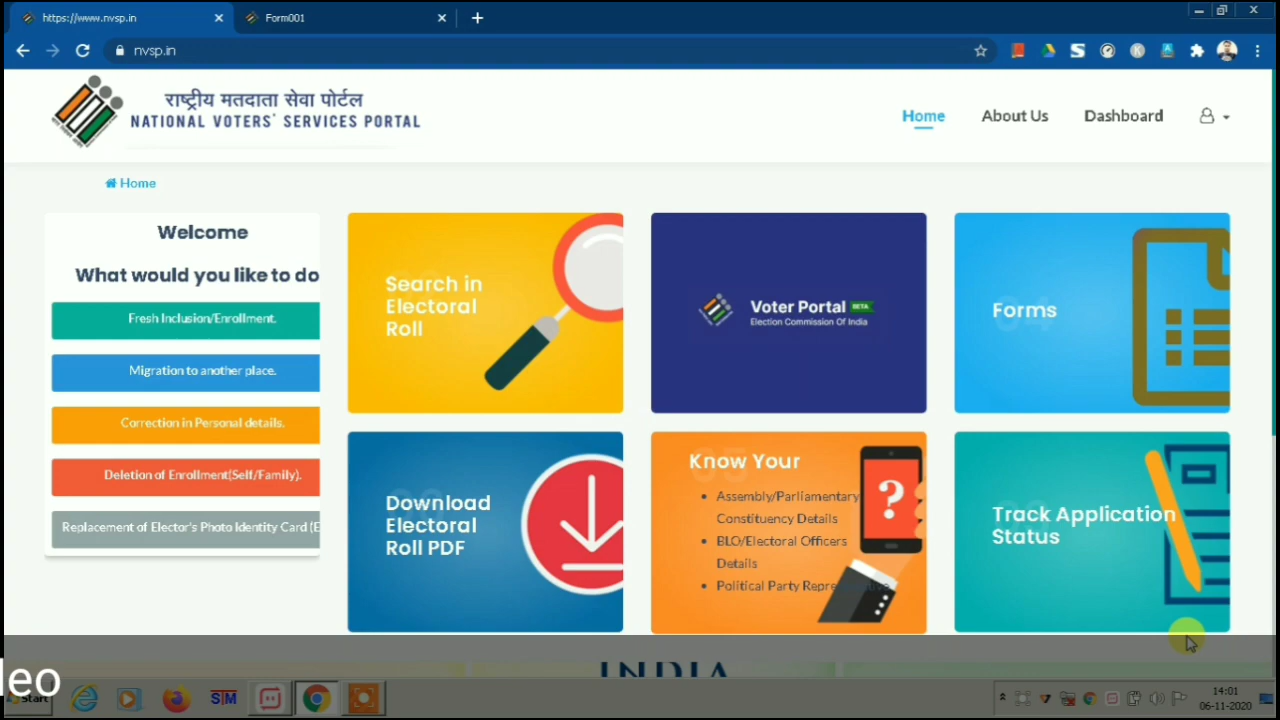 https://www.nvsp.in
Form001
nvsp.in
राष्ट्रीय मतदाता सेवा पोर्टल
NATIONAL VOTERS' SERVICES PORTAL
Home
About Us
Dashboard
Home
Welcome
What would you like to do
Fresh Inclusion/Enrollment.
Migration to another place.
Correction in Personal details.
Deletion of Enrollment(Self/Family).
Replacement of Elector's Photo Identity Card (E
Search in
Electoral
Roll
Voter Portal BETA
Election Commission Of India
Forms
Download
Electoral
Roll PDF
Know Your
Assembly/Parliamentary
Constituency Details
BLO/Electoral Officers
Details
Political Party Representative
Track Application
Status
INDIA
leo
Start
SIM
14:01
06-11-2020